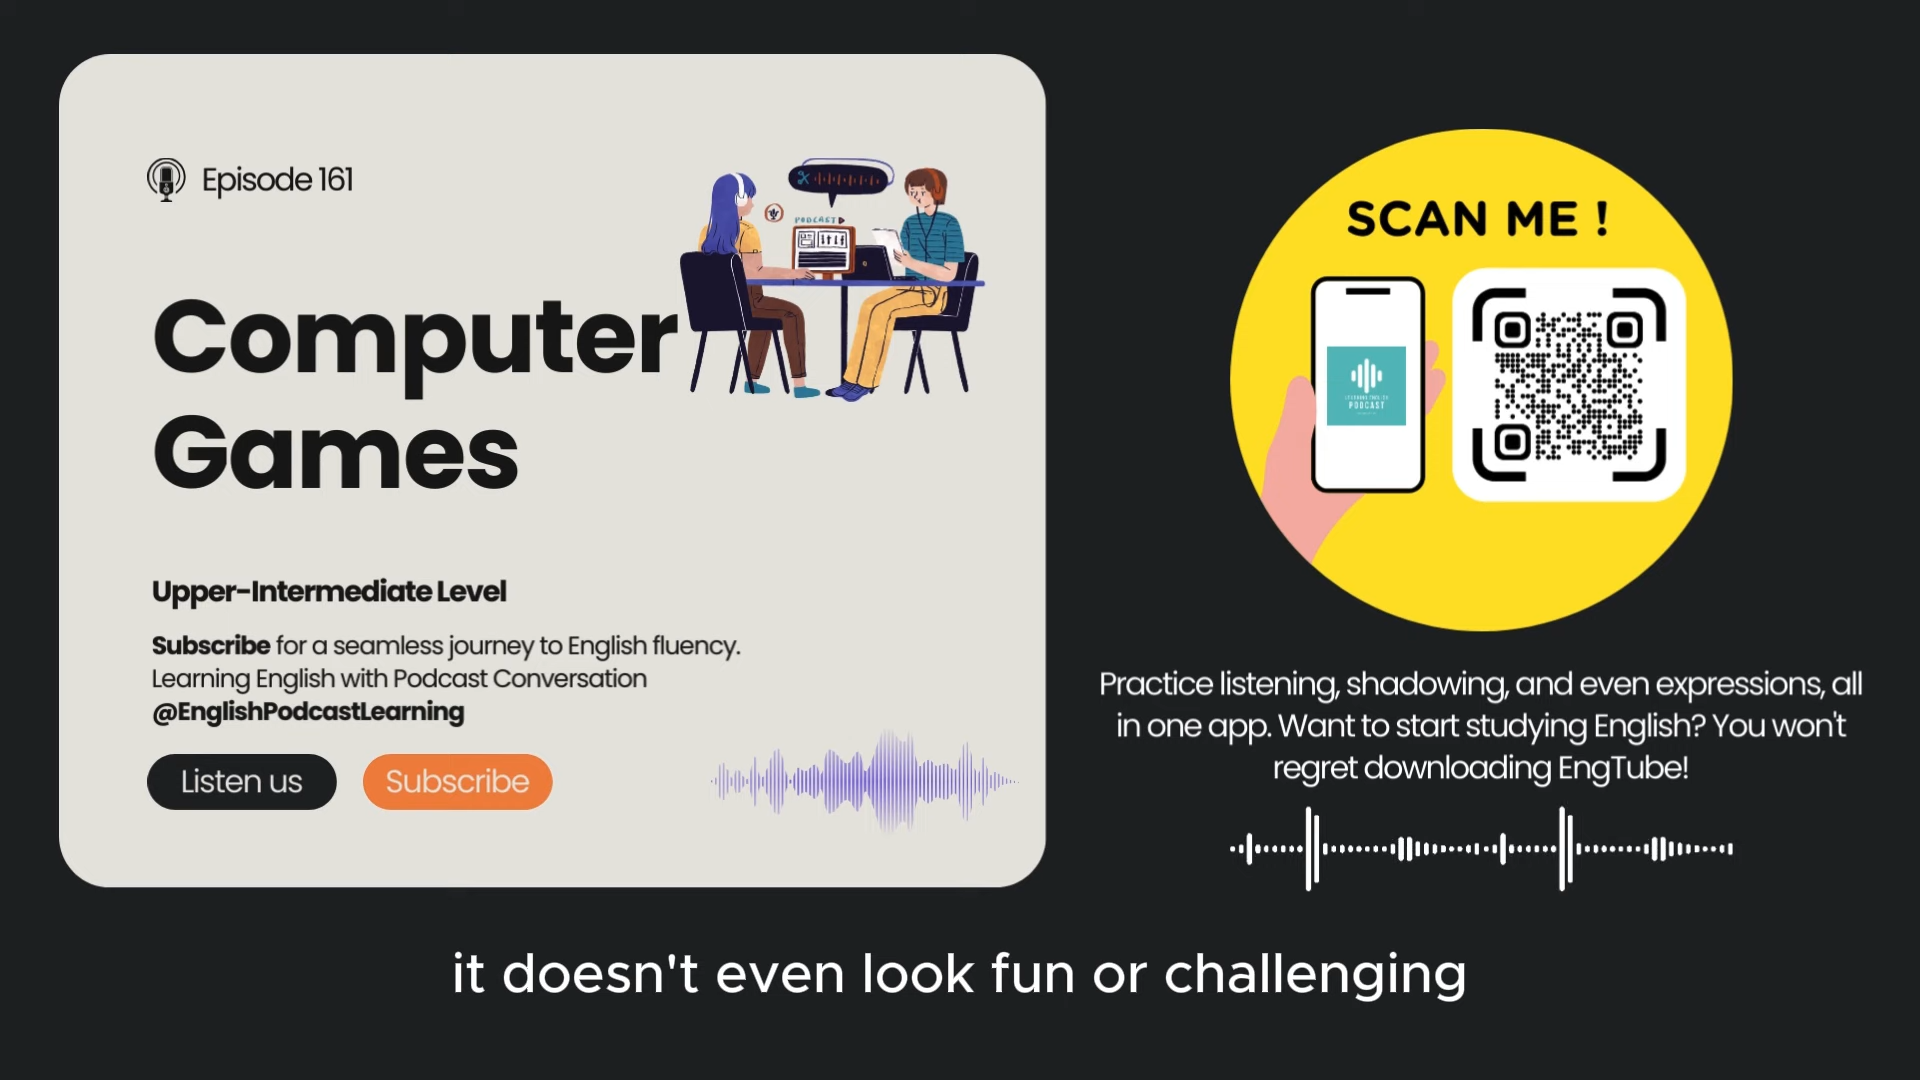 Episode 161
PODCAST
Computer
Games
Upper-Intermediate Level
Subscribe for a seamless journey to English fluency.
Learning English with Podcast Conversation
@EnglishPodcastLearning
Listen us
Subscribe
SCAN ME !
PODCAST
Practice listening, shadowing, and even expressions, all
in one app. Want to start studying English? You won't
regret downloading EngTube!
it doesn't even look fun or challenging